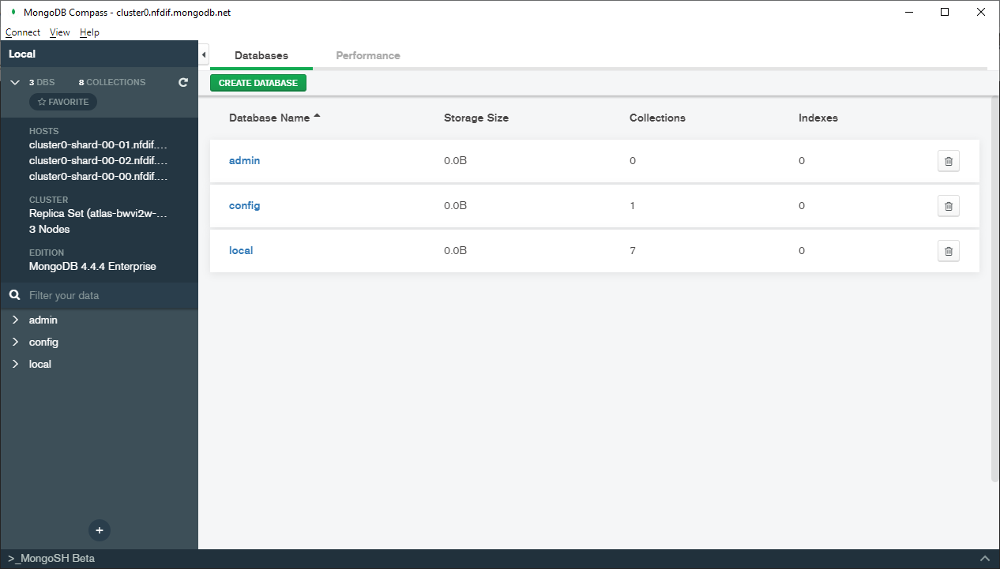 MongoDB Compass - cluster0.nfdif.mongodb.net
Connect View Help
Local
3 DBS 8 COLLECTIONS
FAVORITE
HOSTS
cluster0-shard-00-01.nfdif....
cluster0-shard-00-02.nfdif....
cluster0-shard-00-00.nfdif....
CLUSTER
Replica Set (atlas-bwvi2w-...
3 Nodes
EDITION
MongoDB 4.4.4 Enterprise
Filter your data
admin
config
local
Databases Performance
CREATE DATABASE
Database Name Storage Size Collections Indexes
admin 0.0B 0 0
config 0.0B 1 0
local 0.0B 7 0
>_MongoSH Beta